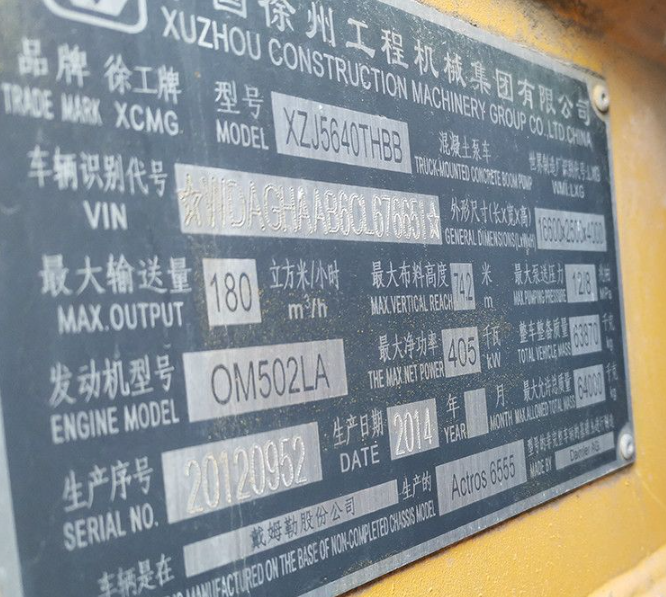 国徐州工程机械集团有限公司
XUZHOU CONSTRUCTION MACHINERY GROUP CO.,LTD.CHINA
品牌 徐工牌 型号 XZJ5640THBB 混凝土泵车
TRADE MARK XCMG MODEL TRUCK-MOUNTED CONCRETE BOOM PUMP
车辆识别代号 外形尺寸(长x宽x高)
VIN GENERAL DIMENSIONS
最大输送量 180 立方米/小时 最大布料高度 米 最大泵送压力 12/8
MAX.OUTPUT m³/h MAX.VERTICAL REACH m MAX.PUMPING PRESSURE MPa
发动机型号 OM502LA 最大净功率 405 千瓦 整车整备质量 千克
ENGINE MODEL THE MAX.NET POWER kW TOTAL VEHICLE MASS kg
生产序号 20120952 生产日期 2014 年 月 最大允许总质量 64000 千克
SERIAL NO. DATE YEAR MONTH MAX.ALLOWED TOTAL MASS kg
车辆是在 戴姆勒股份公司 生产的 Actros 6555 Daimler AG
IS MANUFACTURED ON THE BASE OF NON-COMPLETED CHASSIS MODEL MADE BY